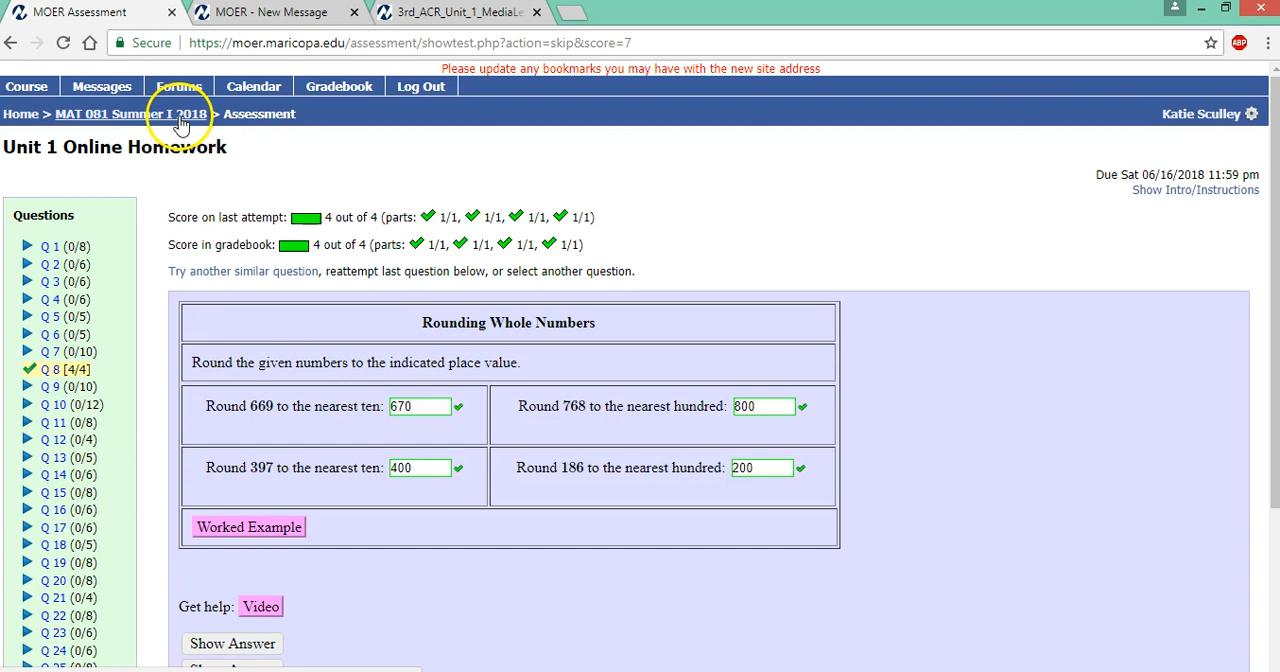 MOER Assessment
MOER - New Message
3rd_ACR_Unit_1_MediaLe
Secure
https://moer.maricopa.edu/assessment/showtest.php?action=skip&score=7
ABP
Please update any bookmarks you may have with the new site address
Course
Messages
Forums
Calendar
Gradebook
Log Out
Home > MAT 081 Summer I 2018 > Assessment
Katie Sculley
Unit 1 Online Homework
Due Sat 06/16/2018 11:59 pm
Show Intro/Instructions
Questions
Q 1 (0/8)
Q 2 (0/6)
Q 3 (0/6)
Q 4 (0/6)
Q 5 (0/5)
Q 6 (0/5)
Q 7 (0/10)
Q 8 [4/4]
Q 9 (0/10)
Q 10 (0/12)
Q 11 (0/8)
Q 12 (0/4)
Q 13 (0/5)
Q 14 (0/6)
Q 15 (0/8)
Q 16 (0/6)
Q 17 (0/6)
Q 18 (0/5)
Q 19 (0/8)
Q 20 (0/8)
Q 21 (0/4)
Q 22 (0/8)
Q 23 (0/6)
Q 24 (0/6)
Score on last attempt: 4 out of 4 (parts: 1/1, 1/1, 1/1, 1/1)
Score in gradebook: 4 out of 4 (parts: 1/1, 1/1, 1/1, 1/1)
Try another similar question, reattempt last question below, or select another question.
Rounding Whole Numbers
Round the given numbers to the indicated place value.
Round 669 to the nearest ten: 670
Round 768 to the nearest hundred: 800
Round 397 to the nearest ten: 400
Round 186 to the nearest hundred: 200
Worked Example
Get help: Video
Show Answer